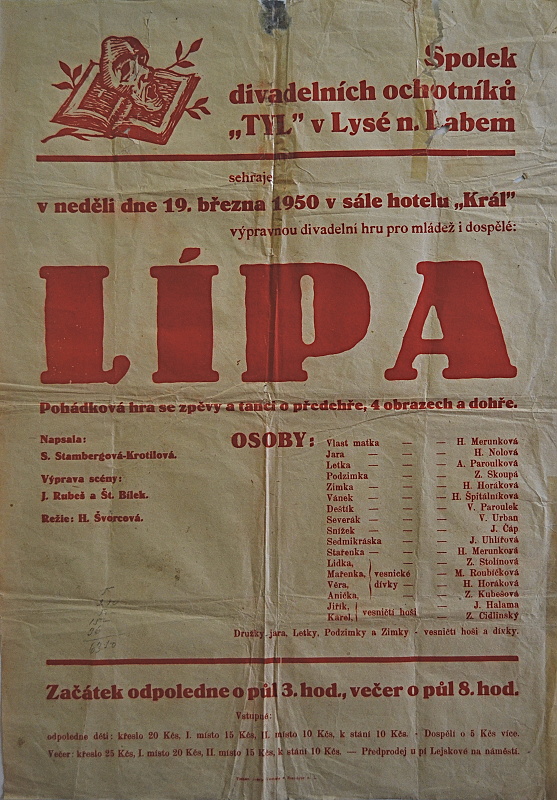 Spolek
divadelních ochotníků
„TYL" v Lysé n. Labem
sehraje
v neděli dne 19. března 1950 v sále hotelu „Král"
výpravnou divadelní hru pro mládež i dospělé:
LÍPA
Pohádková hra se zpěvy a tanci o předehře, 4 obrazech a dohře.
Napsala:
S. Stambergová-Krotilová.
Výprava scény:
J. Rubeš a Št. Bílek.
Režie: H. Švorcová.
OSOBY:
Vlast matka — — H. Merunková
Jara — — H. Nolová
Letka — — A. Paroulková
Podzimka — — Z. Skoupá
Zimka — — H. Horáková
Vánek — — H. Špitálníková
Deštík — — V. Paroulek
Severák — — V. Urban
Snížek — — J. Čáp
Sedmikráska — — J. Uhlířová
Stařenka — — H. Merunková
Lidka, Z. Stolínová
Mařenka, vesnické — M. Roubíčková
Věra, dívky — — H. Horáková
Anička, Z. Kubešová
Jiřík, J. Halama
Karel, vesničtí hoši — Z. Cidlinský
Družky jara, Letky, Podzimky a Zimky - vesničtí hoši a dívky.
Začátek odpoledne o půl 3. hod., večer o půl 8. hod.
Vstupné:
odpoledne děti: křeslo 20 Kčs, I. místo 15 Kčs, II. místo 10 Kčs, k stání 10 Kčs. - Dospělí o 5 Kčs více.
Večer: křeslo 25 Kčs, I. místo 20 Kčs, II. místo 15 Kčs, k stání 10 Kčs. — Předprodej u pí Lejskové na náměstí.